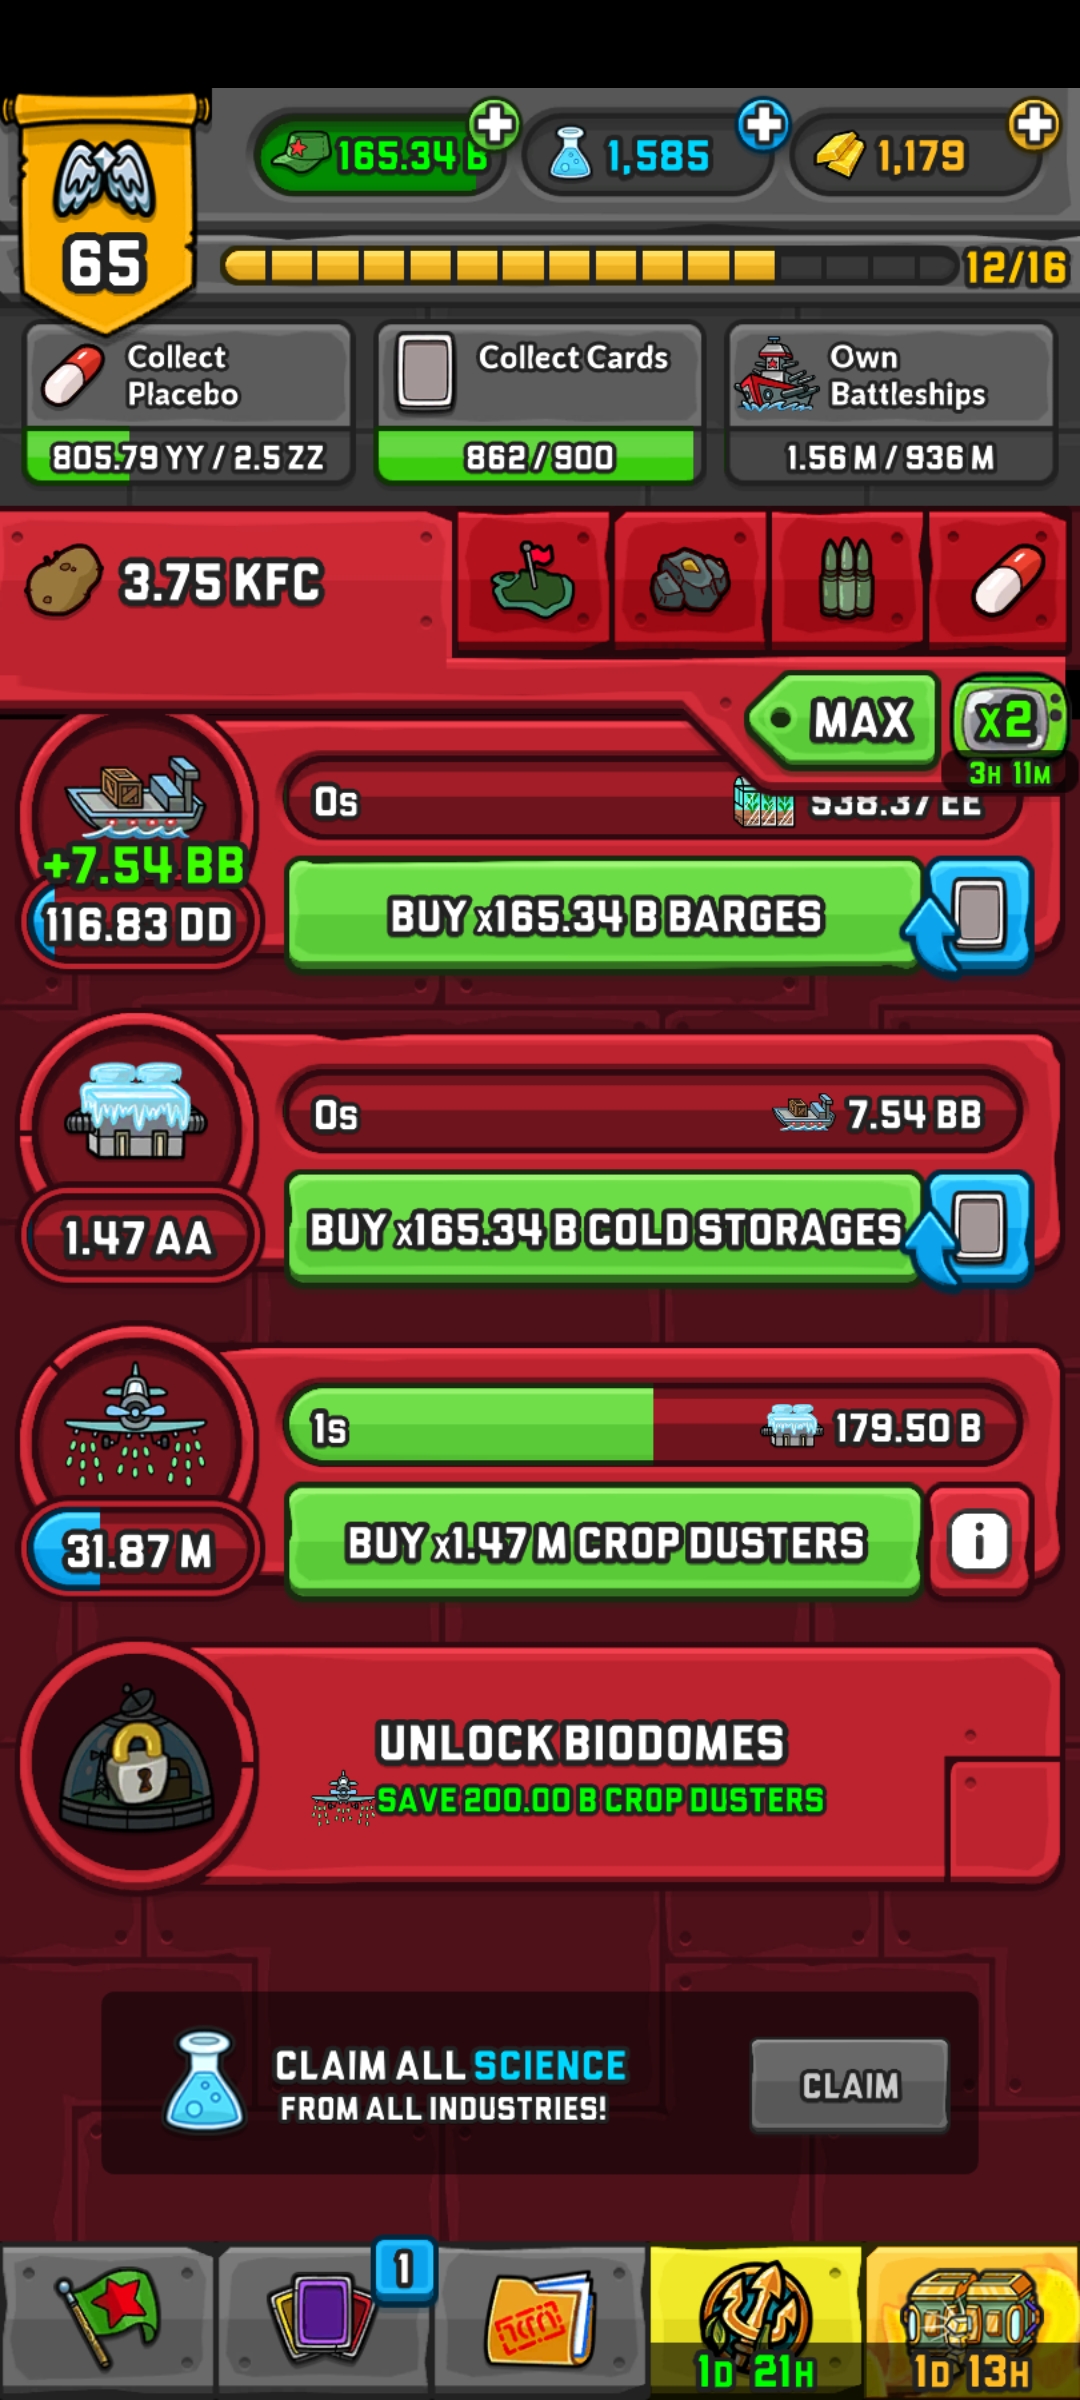 165.34 B
1,585
1,179
65
12/16
Collect
Placebo
805.79 YY / 2.5 ZZ
Collect Cards
862/900
Own
Battleships
1.56 M / 936 M
3.75 KFC
MAX
x2
3H 11M
0s
538.37 EE
+7.54 BB
116.83 DD
BUY x165.34 B BARGES
0s
7.54 BB
1.47 AA
BUY x165.34 B COLD STORAGES
1s
179.50 B
31.87 M
BUY x1.47 M CROP DUSTERS
i
UNLOCK BIODOMES
SAVE 200.00 B CROP DUSTERS
CLAIM ALL SCIENCE
FROM ALL INDUSTRIES!
CLAIM
1
1D 21H
1D 13H